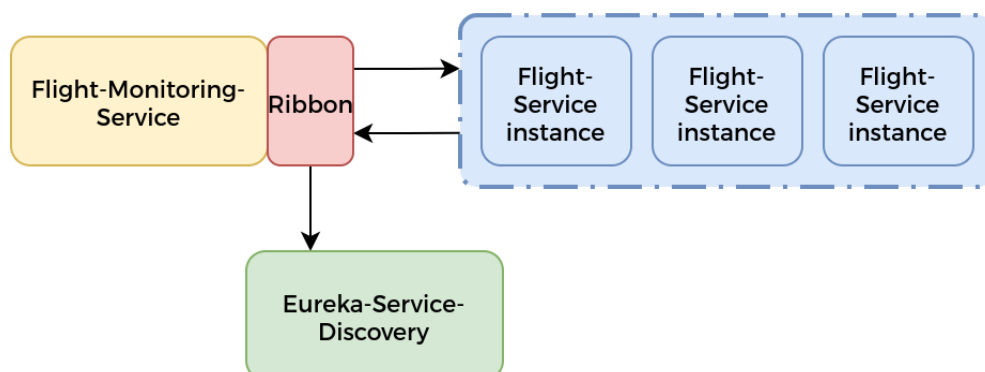 Flight-Monitoring-
Service
Ribbon
Flight-
Service
instance
Flight-
Service
instance
Flight-
Service
instance
Eureka-Service-
Discovery